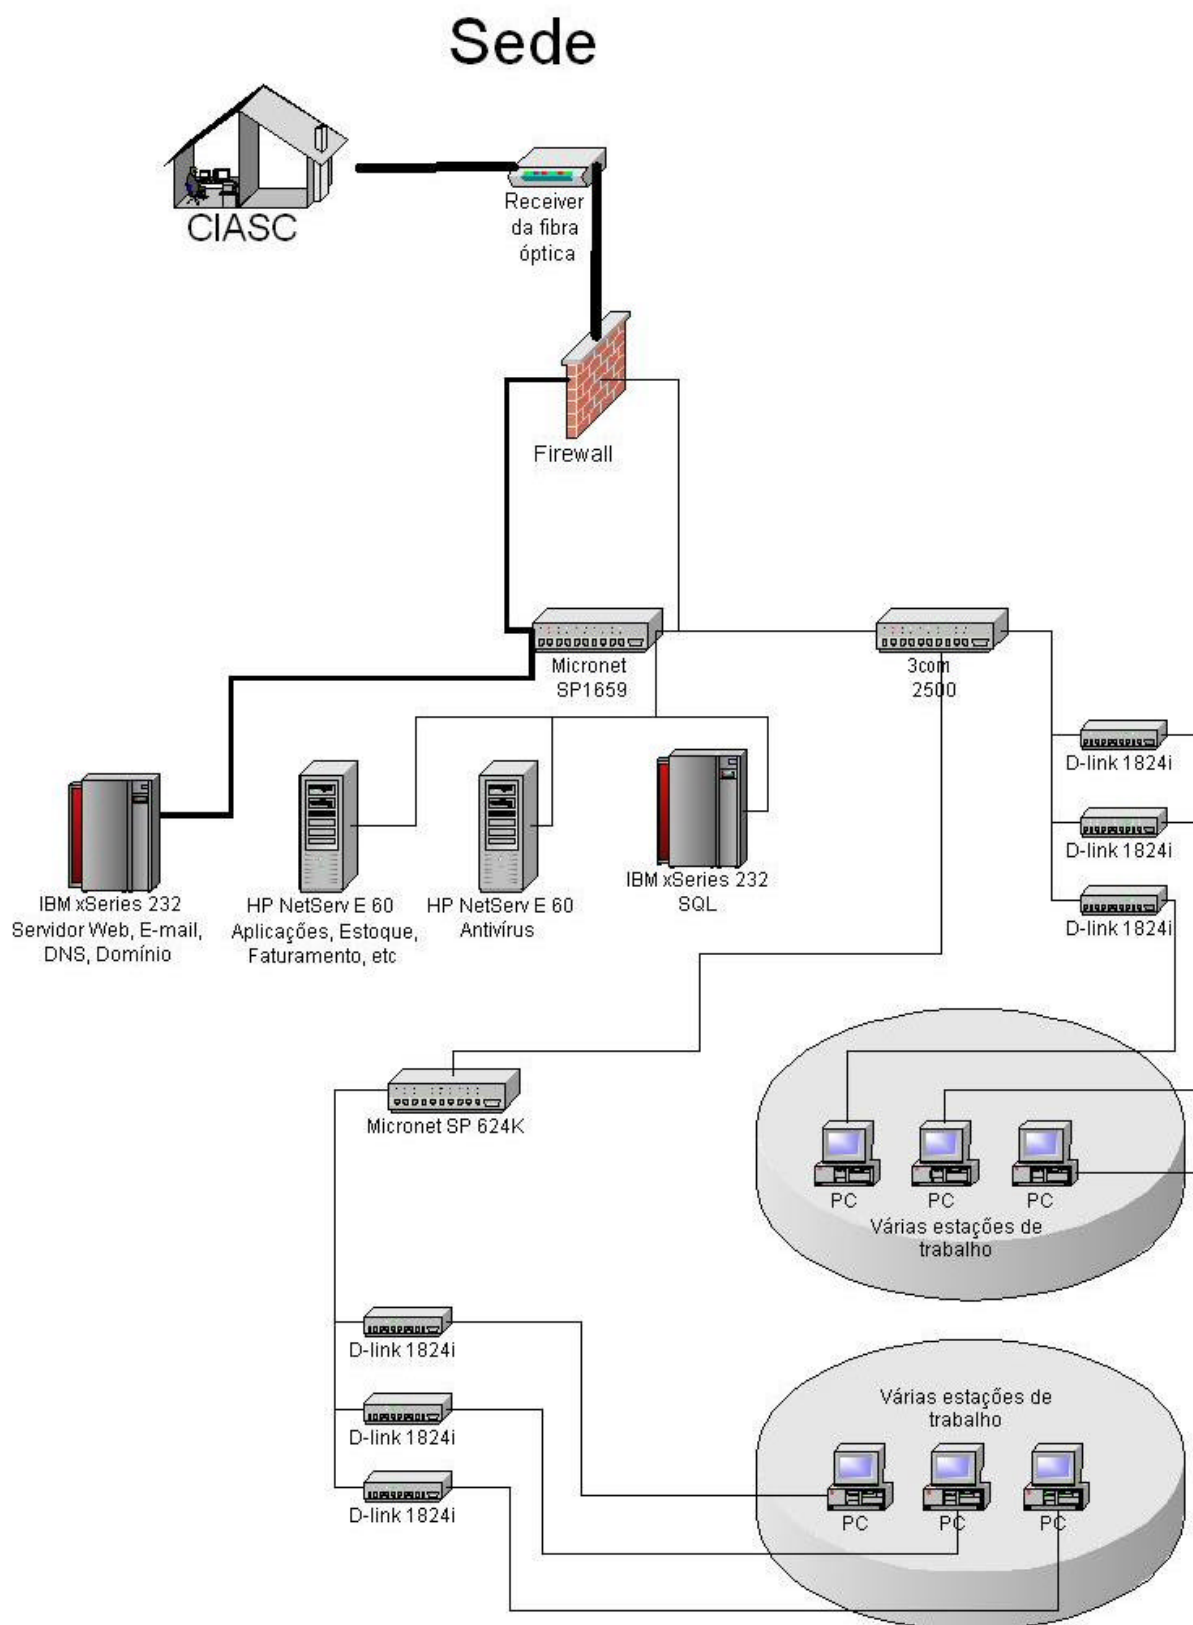 Sede
CIASC
Receiver
da fibra
óptica
Firewall
Micronet
SP1659
3com
2500
D-link 1824i
D-link 1824i
D-link 1824i
IBM xSeries 232
Servidor Web, E-mail,
DNS, Domínio
HP NetServ E 60
Aplicações, Estoque,
Faturamento, etc
HP NetServ E 60
Antivírus
IBM xSeries 232
SQL
Micronet SP 624K
PC
PC
PC
Várias estações de
trabalho
D-link 1824i
D-link 1824i
D-link 1824i
Várias estações de
trabalho
PC
PC
PC